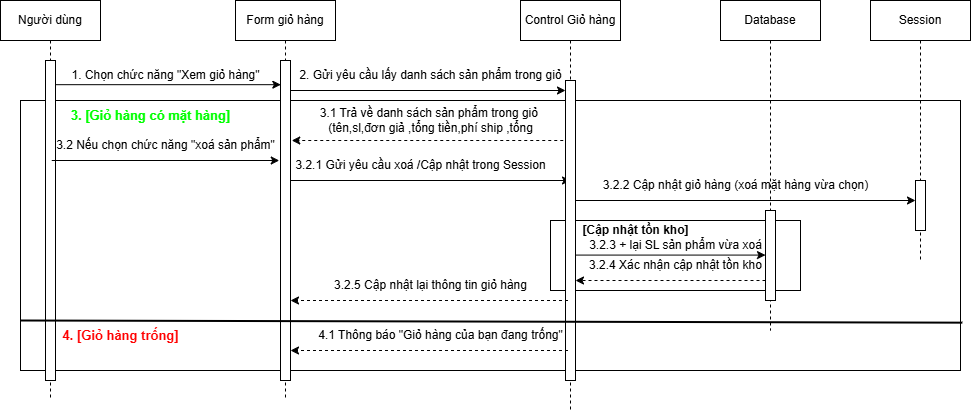 Người dùng
Form giỏ hàng
Control Giỏ hàng
Database
Session
1. Chọn chức năng "Xem giỏ hàng"
2. Gửi yêu cầu lấy danh sách sản phẩm trong giỏ
3. [Giỏ hàng có mặt hàng]
3.1 Trả về danh sách sản phẩm trong giỏ
(tên,sl,đơn giá ,tổng tiền,phí ship ,tổng
3.2 Nếu chọn chức năng "xoá sản phẩm"
3.2.1 Gửi yêu cầu xoá /Cập nhật trong Session
3.2.2 Cập nhật giỏ hàng (xoá mặt hàng vừa chọn)
[Cập nhật tồn kho]
3.2.3 + lại SL sản phẩm vừa xoá
3.2.4 Xác nhận cập nhật tồn kho
3.2.5 Cập nhật lại thông tin giỏ hàng
4. [Giỏ hàng trống]
4.1 Thông báo "Giỏ hàng của bạn đang trống"